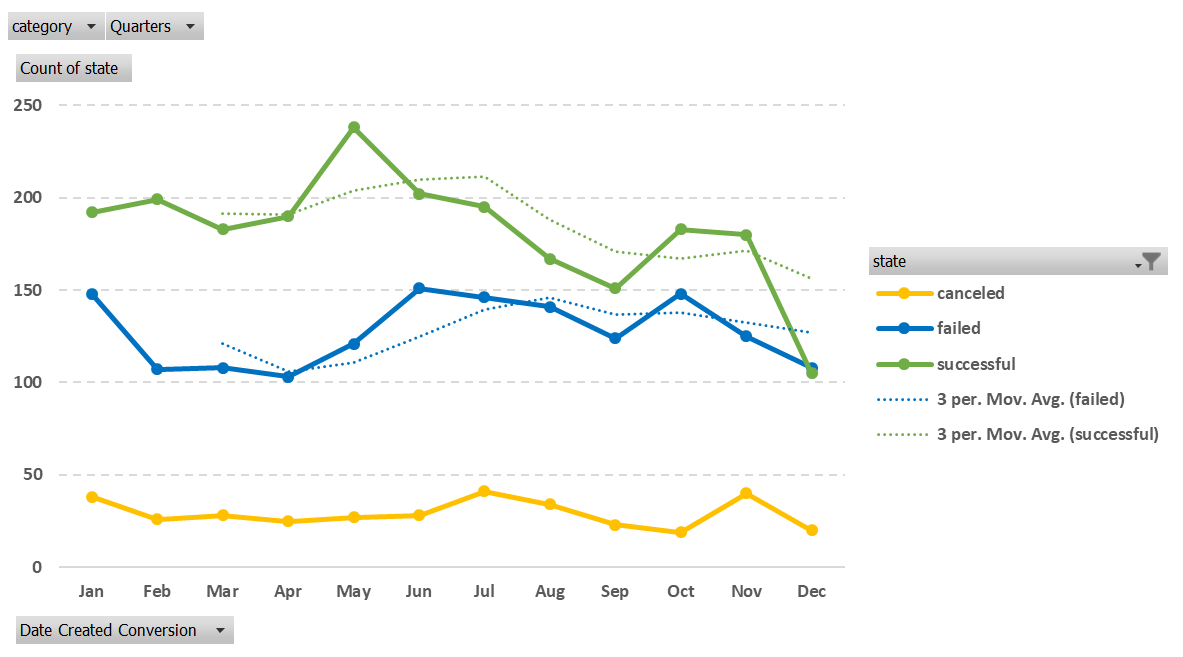 category Quarters
Count of state
250
200
150
100
50
0
Jan Feb Mar Apr May Jun Jul Aug Sep Oct Nov Dec
Date Created Conversion
state
canceled
failed
successful
3 per. Mov. Avg. (failed)
3 per. Mov. Avg. (successful)